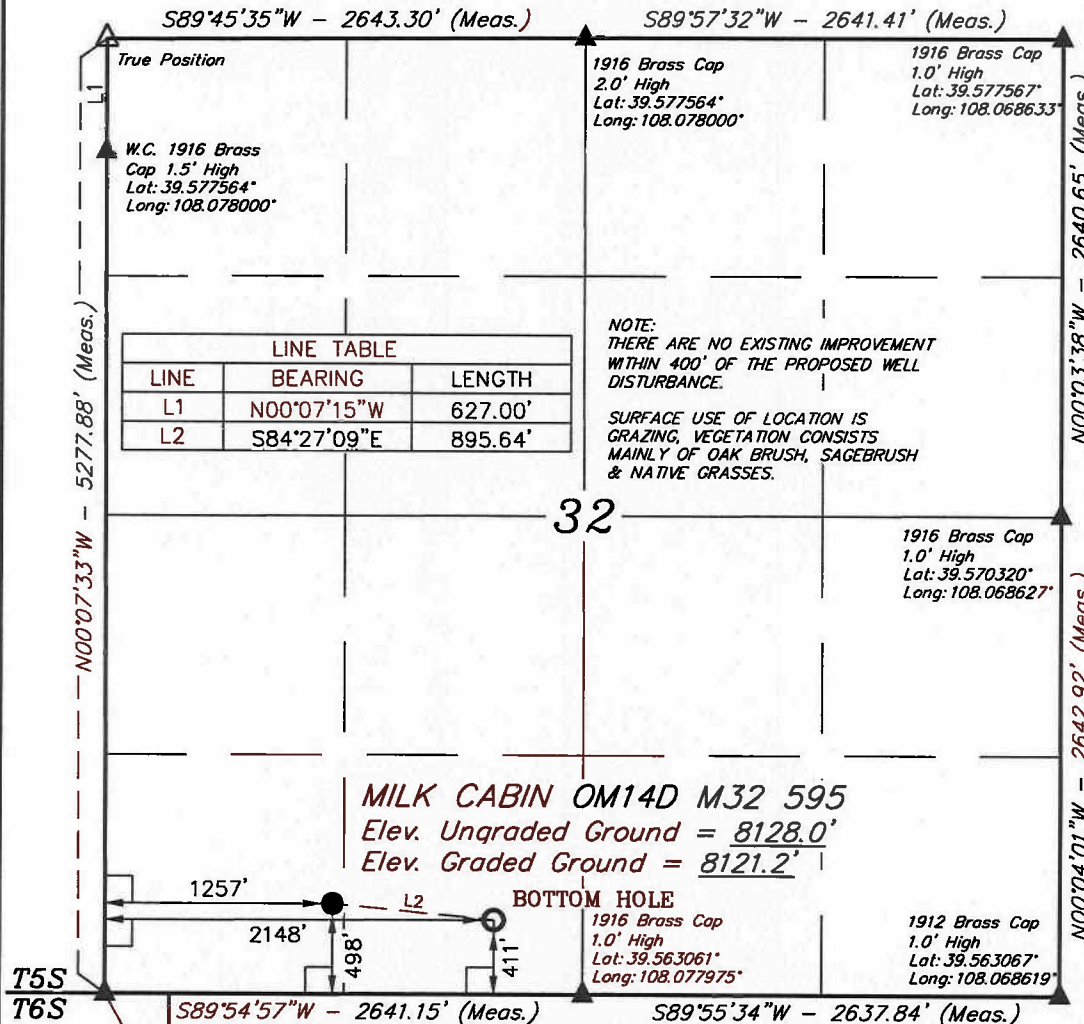 S89°45'35"W - 2643.30' (Meas.)
S89°57'32"W - 2641.41' (Meas.)
True Position
L1
W.C. 1916 Brass
Cap 1.5' High
Lat: 39.577564°
Long: 108.078000°
1916 Brass Cap
2.0' High
Lat: 39.577564°
Long: 108.078000°
1916 Brass Cap
1.0' High
Lat: 39.577567°
Long: 108.068633°
N00°07'33"W - 5277.88' (Meas.)
N00°03'38"W - 2640.65' (Meas.)
LINE TABLE
LINE BEARING LENGTH
L1 N00°07'15"W 627.00'
L2 S84°27'09"E 895.64'
NOTE:
THERE ARE NO EXISTING IMPROVEMENT
WITHIN 400' OF THE PROPOSED WELL
DISTURBANCE.
SURFACE USE OF LOCATION IS
GRAZING, VEGETATION CONSISTS
MAINLY OF OAK BRUSH, SAGEBRUSH
& NATIVE GRASSES.
32
1916 Brass Cap
1.0' High
Lat: 39.570320°
Long: 108.068627°
N00°04'01"W - 2642.92' (Meas.)
MILK CABIN OM14D M32 595
Elev. Ungraded Ground = 8128.0'
Elev. Graded Ground = 8121.2'
1257'
L2
BOTTOM HOLE
2148'
498'
411'
1916 Brass Cap
1.0' High
Lat: 39.563061°
Long: 108.077975°
1912 Brass Cap
1.0' High
Lat: 39.563067°
Long: 108.068619°
T5S
T6S
S89°54'57"W - 2641.15' (Meas.)
S89°55'34"W - 2637.84' (Meas.)